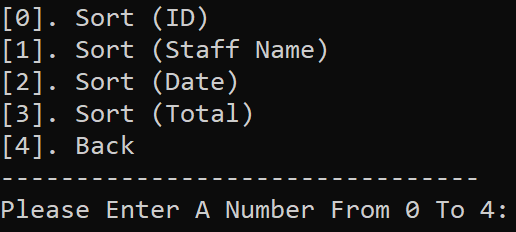 [0]. Sort (ID)
[1]. Sort (Staff Name)
[2]. Sort (Date)
[3]. Sort (Total)
[4]. Back
--------------------------------
Please Enter A Number From 0 To 4: